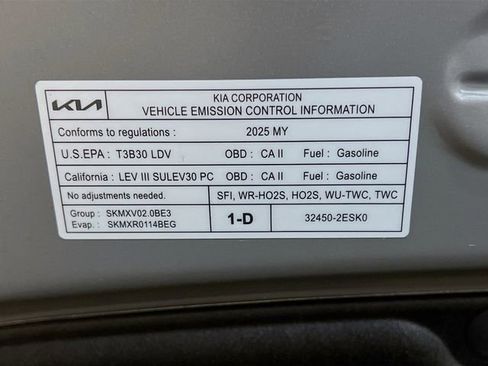 KIA
KIA CORPORATION
VEHICLE EMISSION CONTROL INFORMATION
Conforms to regulations : 2025 MY
U.S.EPA : T3B30 LDV OBD : CA II Fuel : Gasoline
California : LEV III SULEV30 PC OBD : CA II Fuel : Gasoline
No adjustments needed. SFI, WR-HO2S, HO2S, WU-TWC, TWC
Group : SKMXV02.0BE3
Evap. : SKMXR0114BEG
1-D 32450-2ESK0